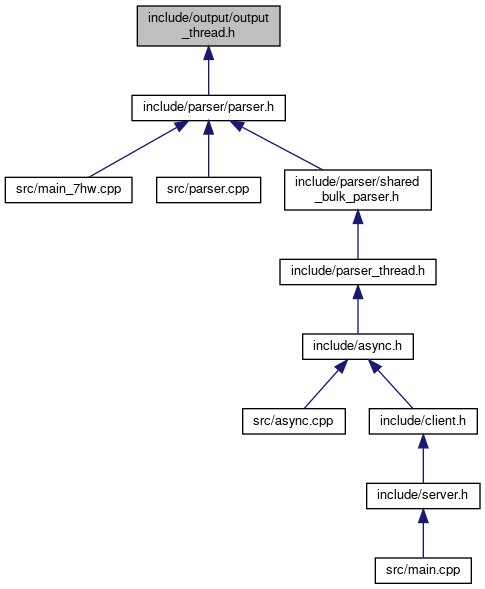 include/output/output
_thread.h
include/parser/parser.h
src/main_7hw.cpp
src/parser.cpp
include/parser/shared
_bulk_parser.h
include/parser_thread.h
include/async.h
src/async.cpp
include/client.h
include/server.h
src/main.cpp